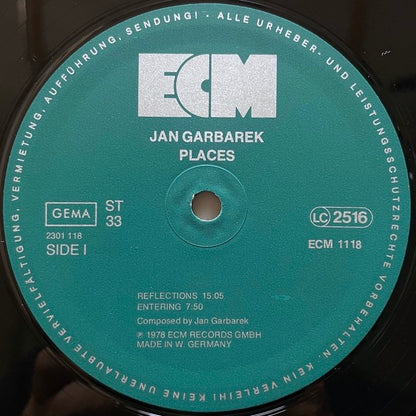 ALLE URHEBER- UND LEISTUNGSSCHUTZRECHTE VORBEHALTEN. KEIN VERLEIH! KEINE UNERLAUBTE VERVIELFÄLTIGUNG, VERMIETUNG, AUFFÜHRUNG, SENDUNG! -
ECM
JAN GARBAREK
PLACES
GEMA
ST
33
LC 2516
2301 118
SIDE I
ECM 1118
REFLECTIONS 15:05
ENTERING 7:50
Composed by Jan Garbarek
℗ 1978 ECM RECORDS GMBH
MADE IN W. GERMANY